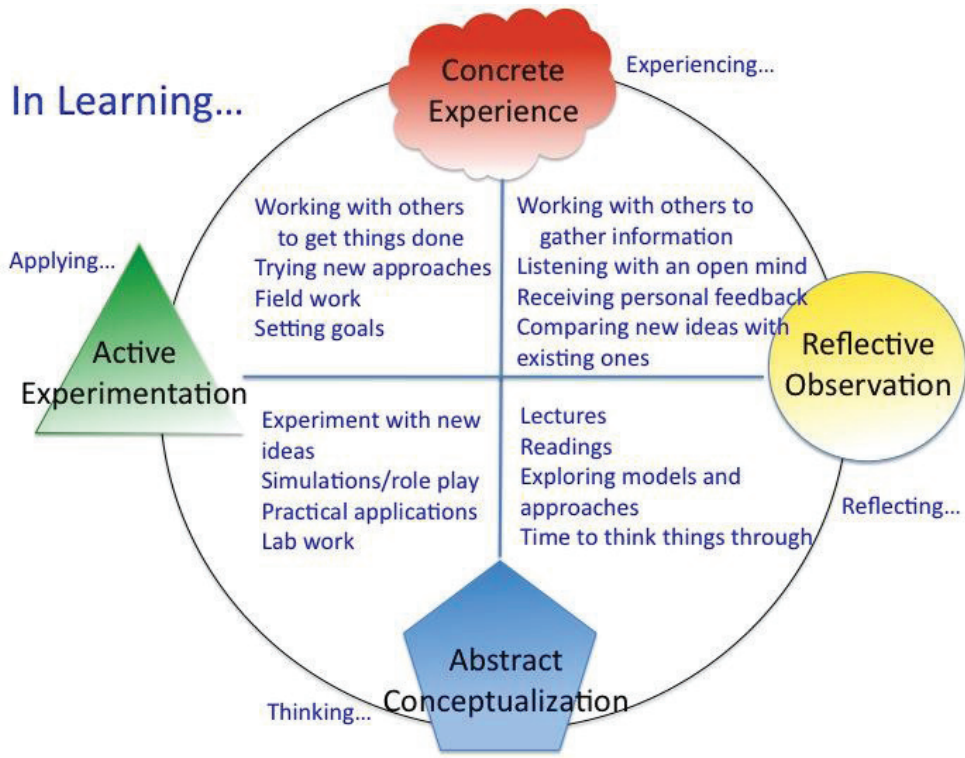 In Learning...
Concrete
Experience
Experiencing...
Working with others
to get things done
Trying new approaches
Field work
Setting goals
Working with others to
gather information
Listening with an open mind
Receiving personal feedback
Comparing new ideas with
existing ones
Applying...
Active
Experimentation
Reflective
Observation
Experiment with new
ideas
Simulations/role play
Practical applications
Lab work
Lectures
Readings
Exploring models and
approaches
Time to think things through
Reflecting...
Abstract
Conceptualization
Thinking...